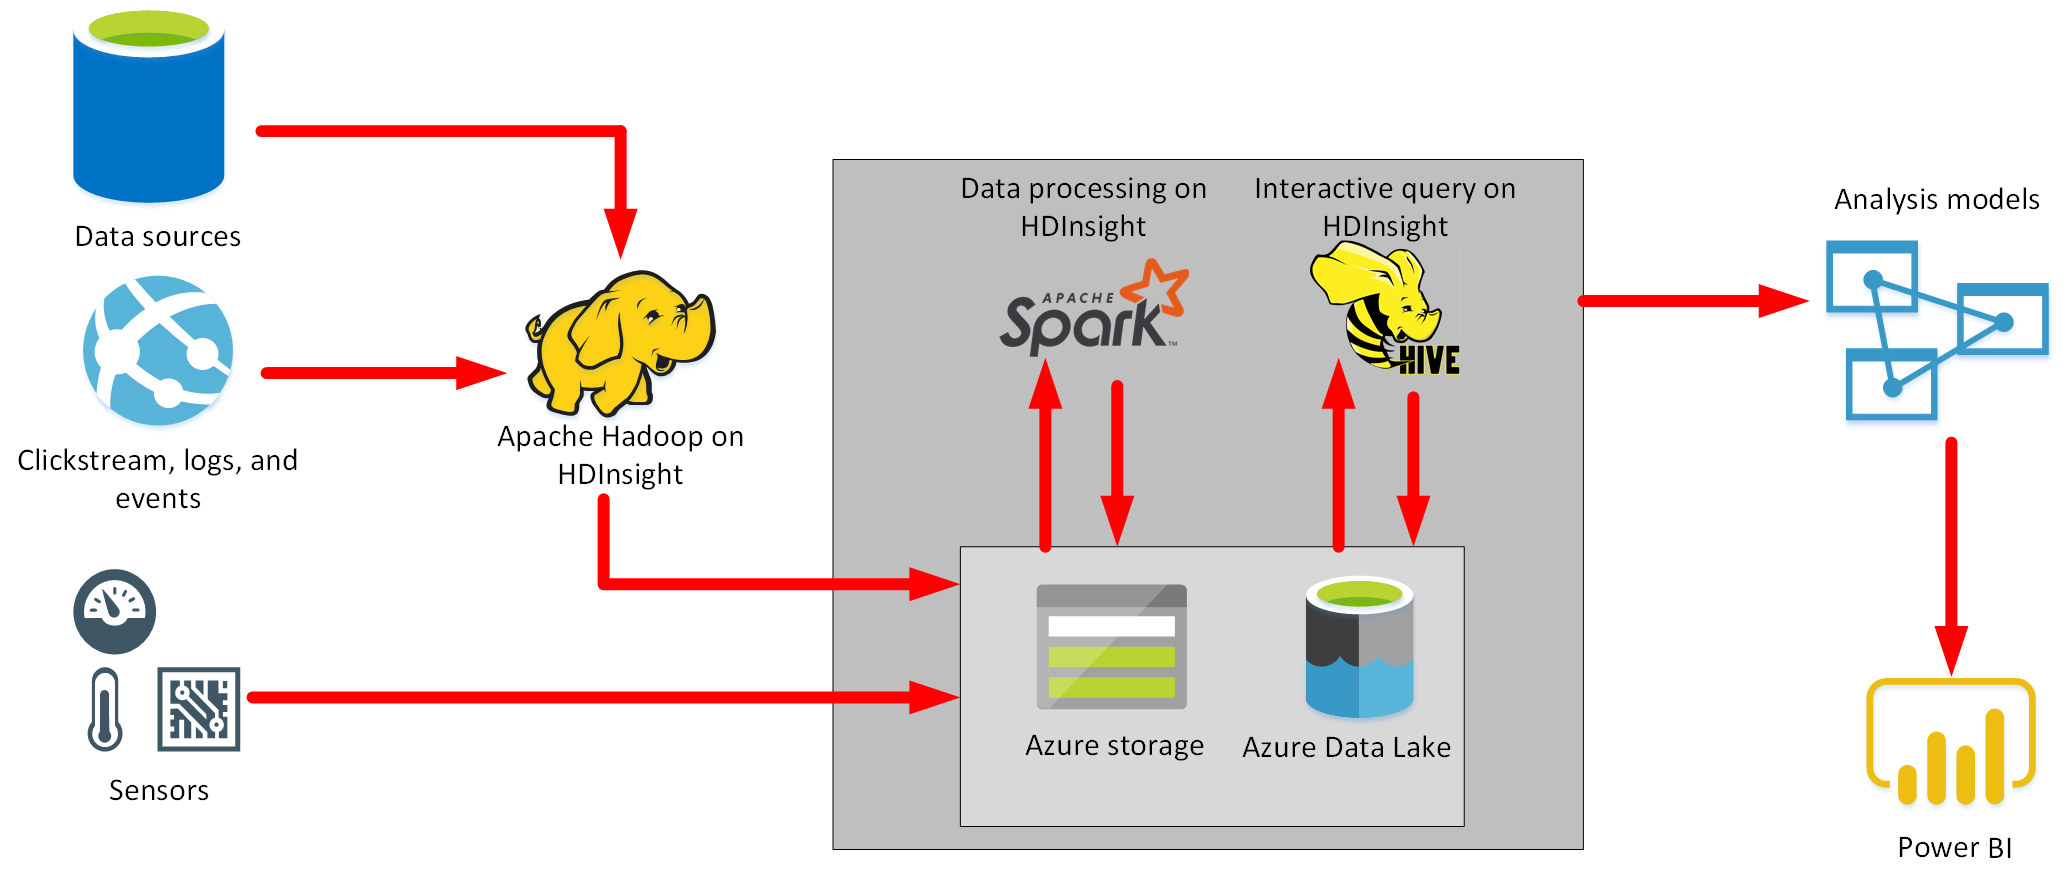 Data sources
Clickstream, logs, and
events
Sensors
Apache Hadoop on
HDInsight
Data processing on
HDInsight
APACHE
Spark™
Interactive query on
HDInsight
HIVE
Azure storage
Azure Data Lake
Analysis models
Power BI